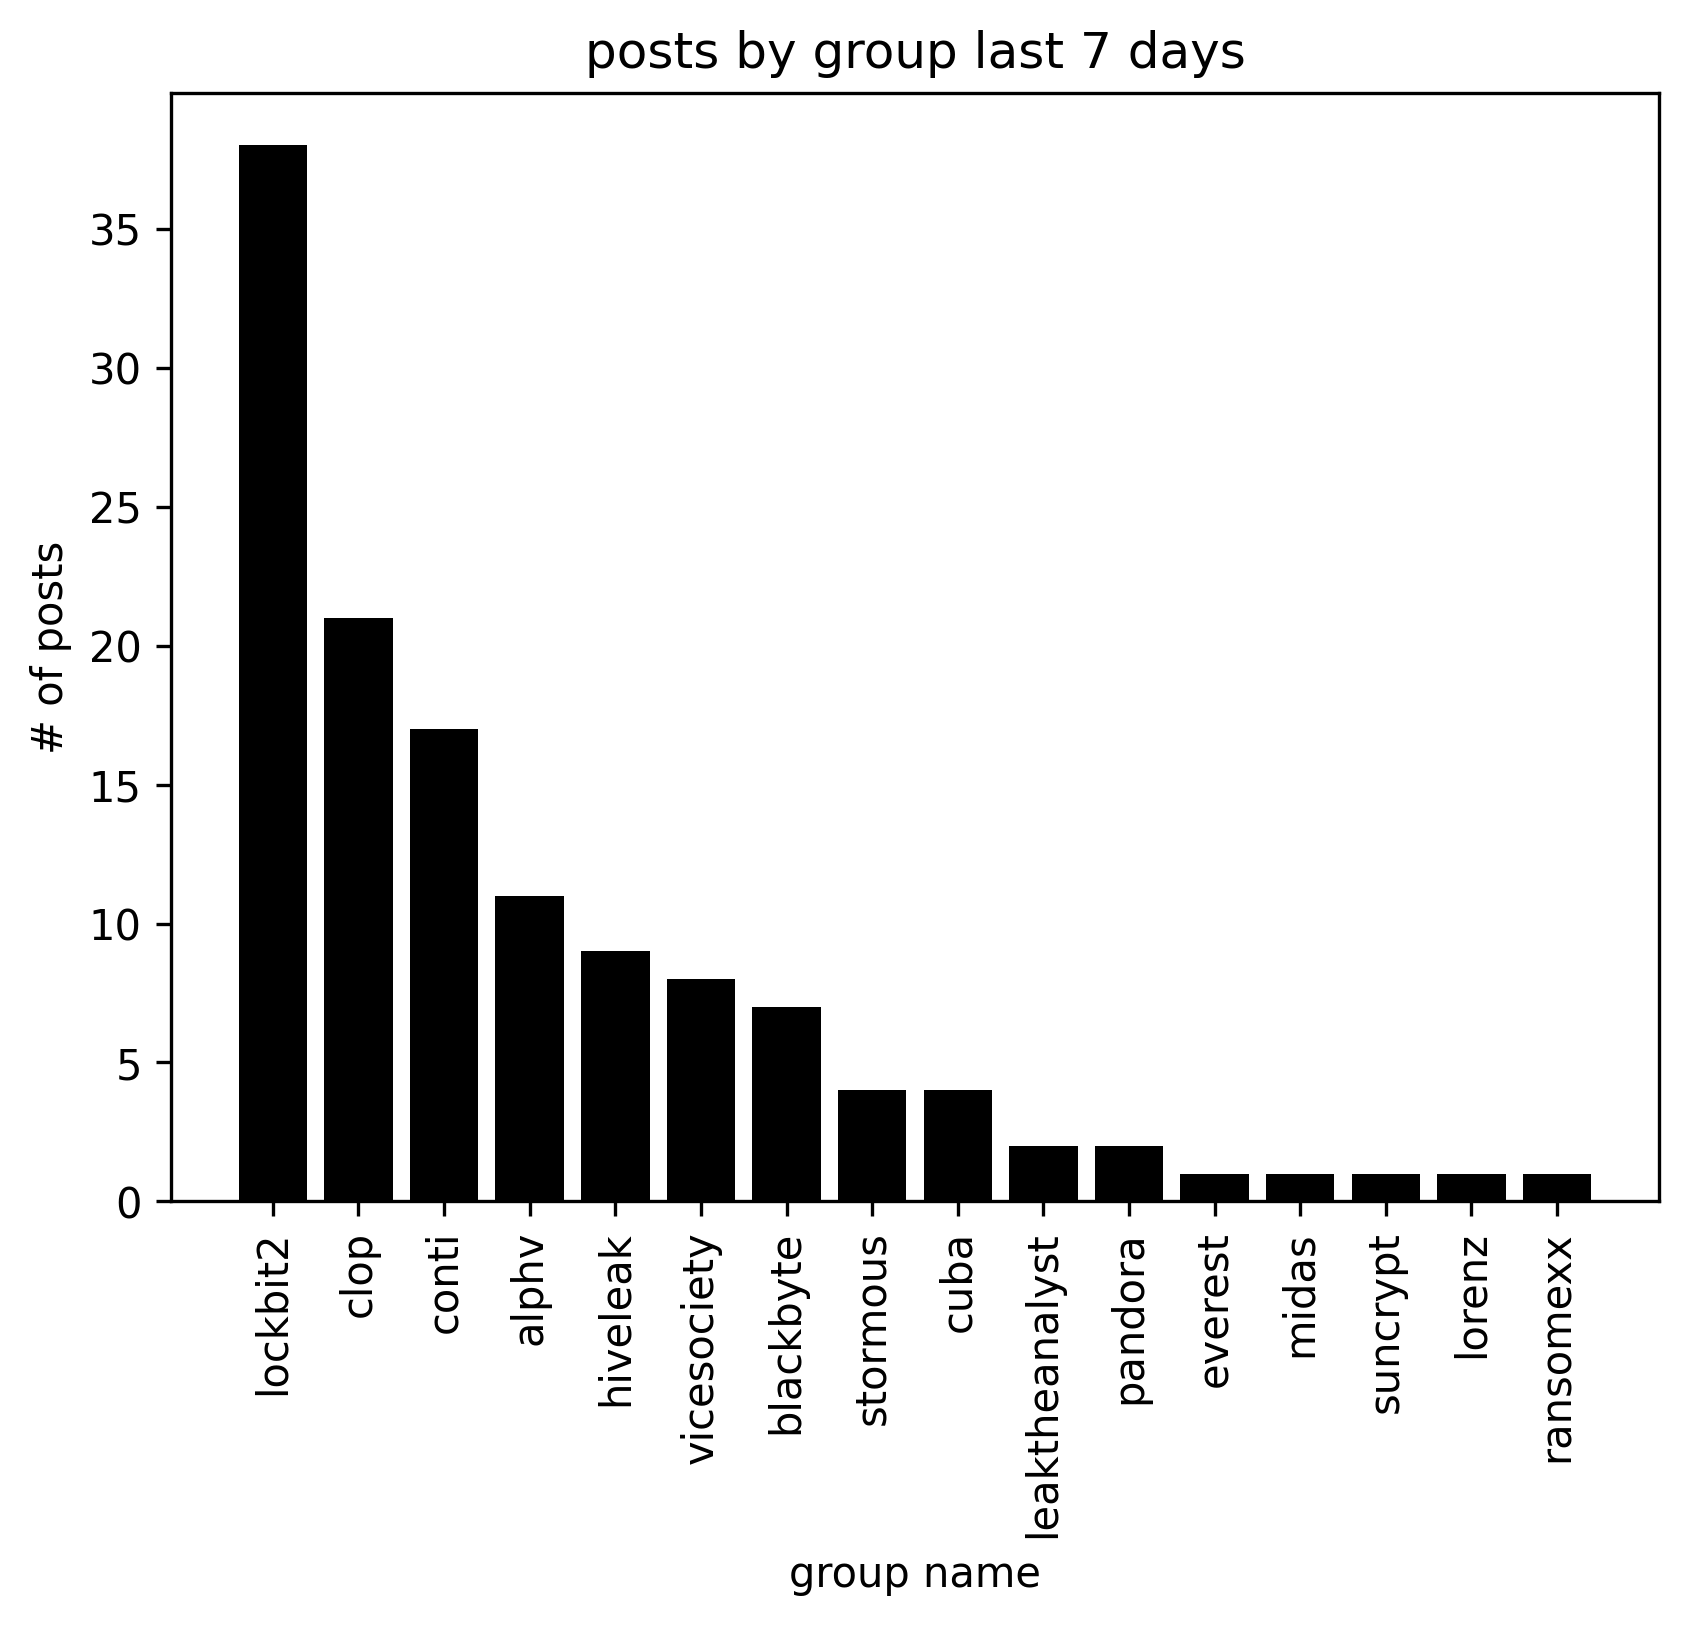 posts by group last 7 days
# of posts
35
30
25
20
15
10
5
0
lockbit2
clop
conti
alphv
hiveleak
vicesociety
blackbyte
stormous
cuba
leaktheanalyst
pandora
everest
midas
suncrypt
lorenz
ransomexx
group name